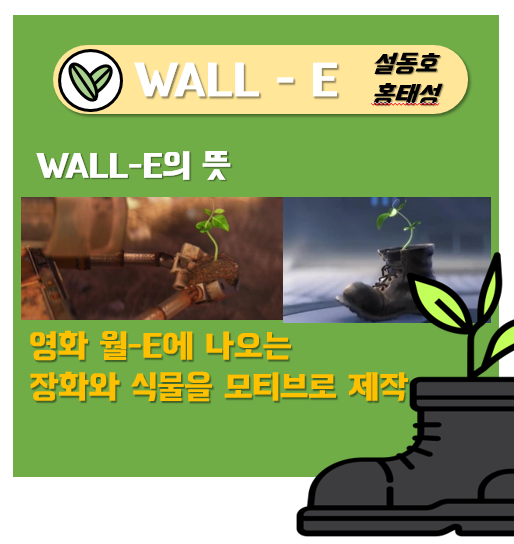 WALL - E
설동호
홍태성
WALL-E의 뜻
영화 월-E에 나오는
장화와 식물을 모티브로 제작